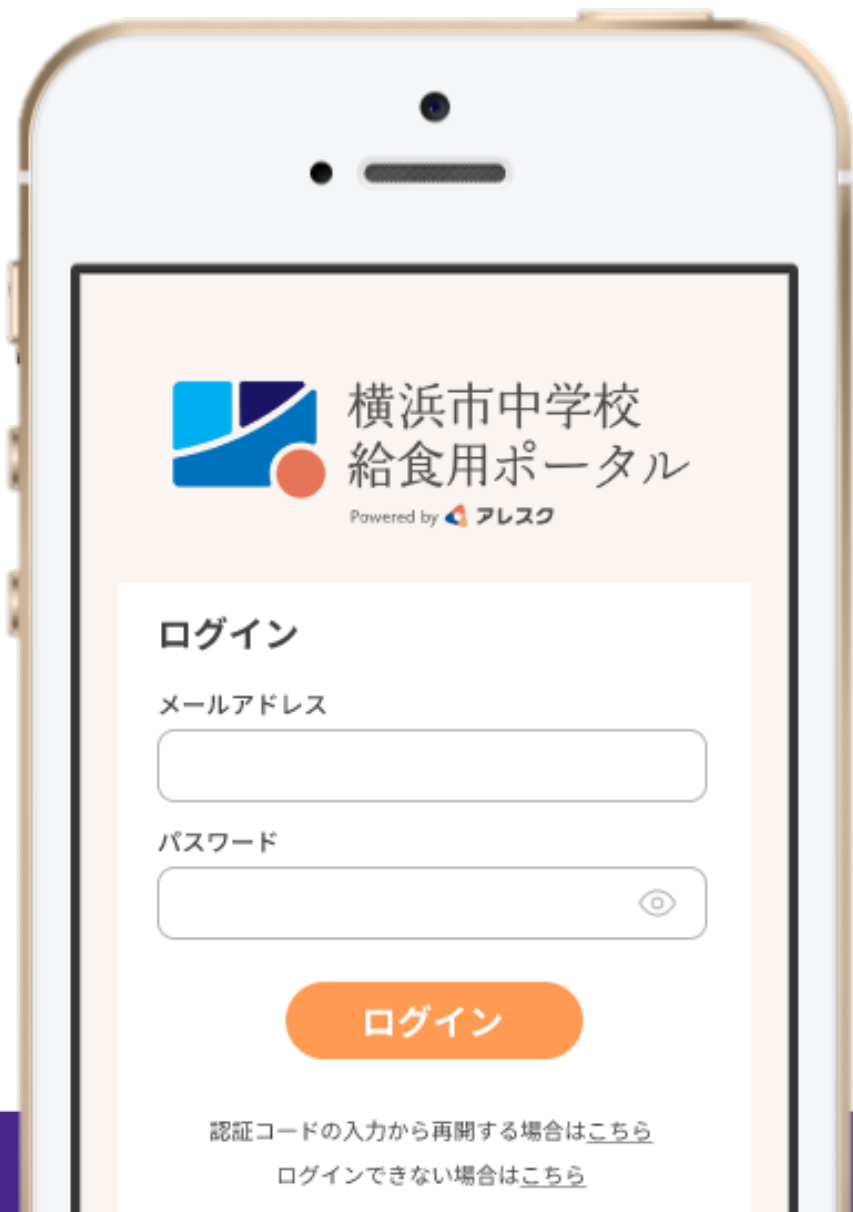 横浜市中学校
給食用ポータル
Powered by アレスク
ログイン
メールアドレス
パスワード
ログイン
認証コードの入力から再開する場合はこちら
ログインできない場合はこちら